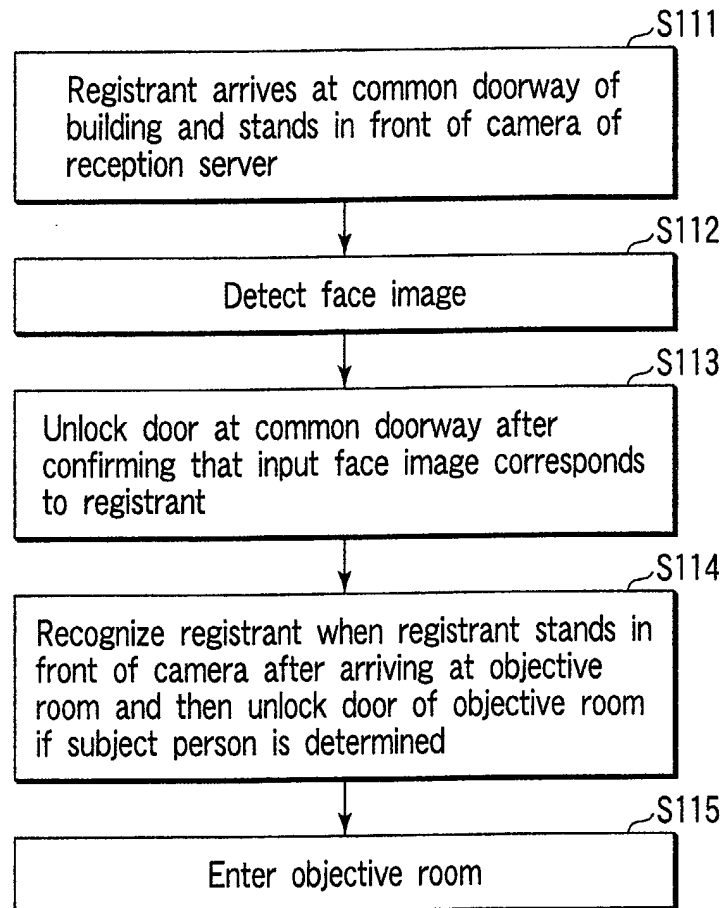 S111
Registrant arrives at common doorway of
building and stands in front of camera of
reception server
S112
Detect face image
S113
Unlock door at common doorway after
confirming that input face image corresponds
to registrant
S114
Recognize registrant when registrant stands in
front of camera after arriving at objective
room and then unlock door of objective room
if subject person is determined
S115
Enter objective room